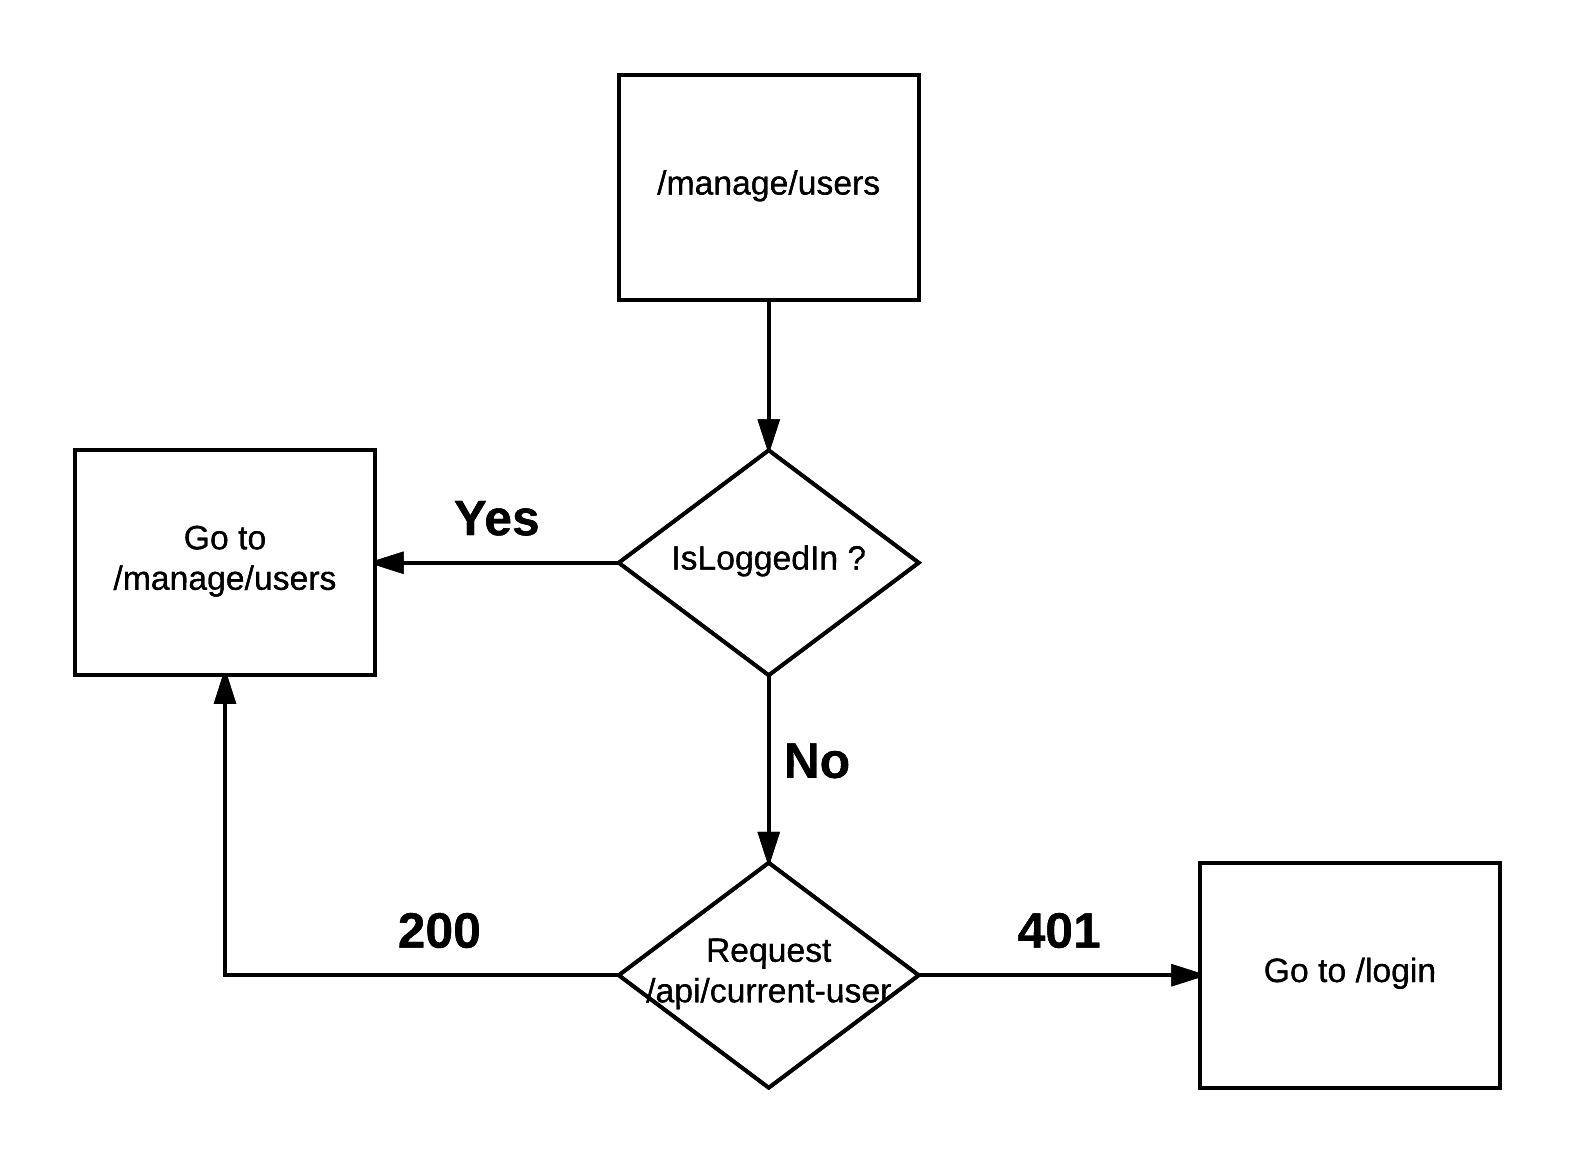 /manage/users
Yes
IsLoggedIn ?
Go to
/manage/users
No
200
Request
/api/current-user
401
Go to /login